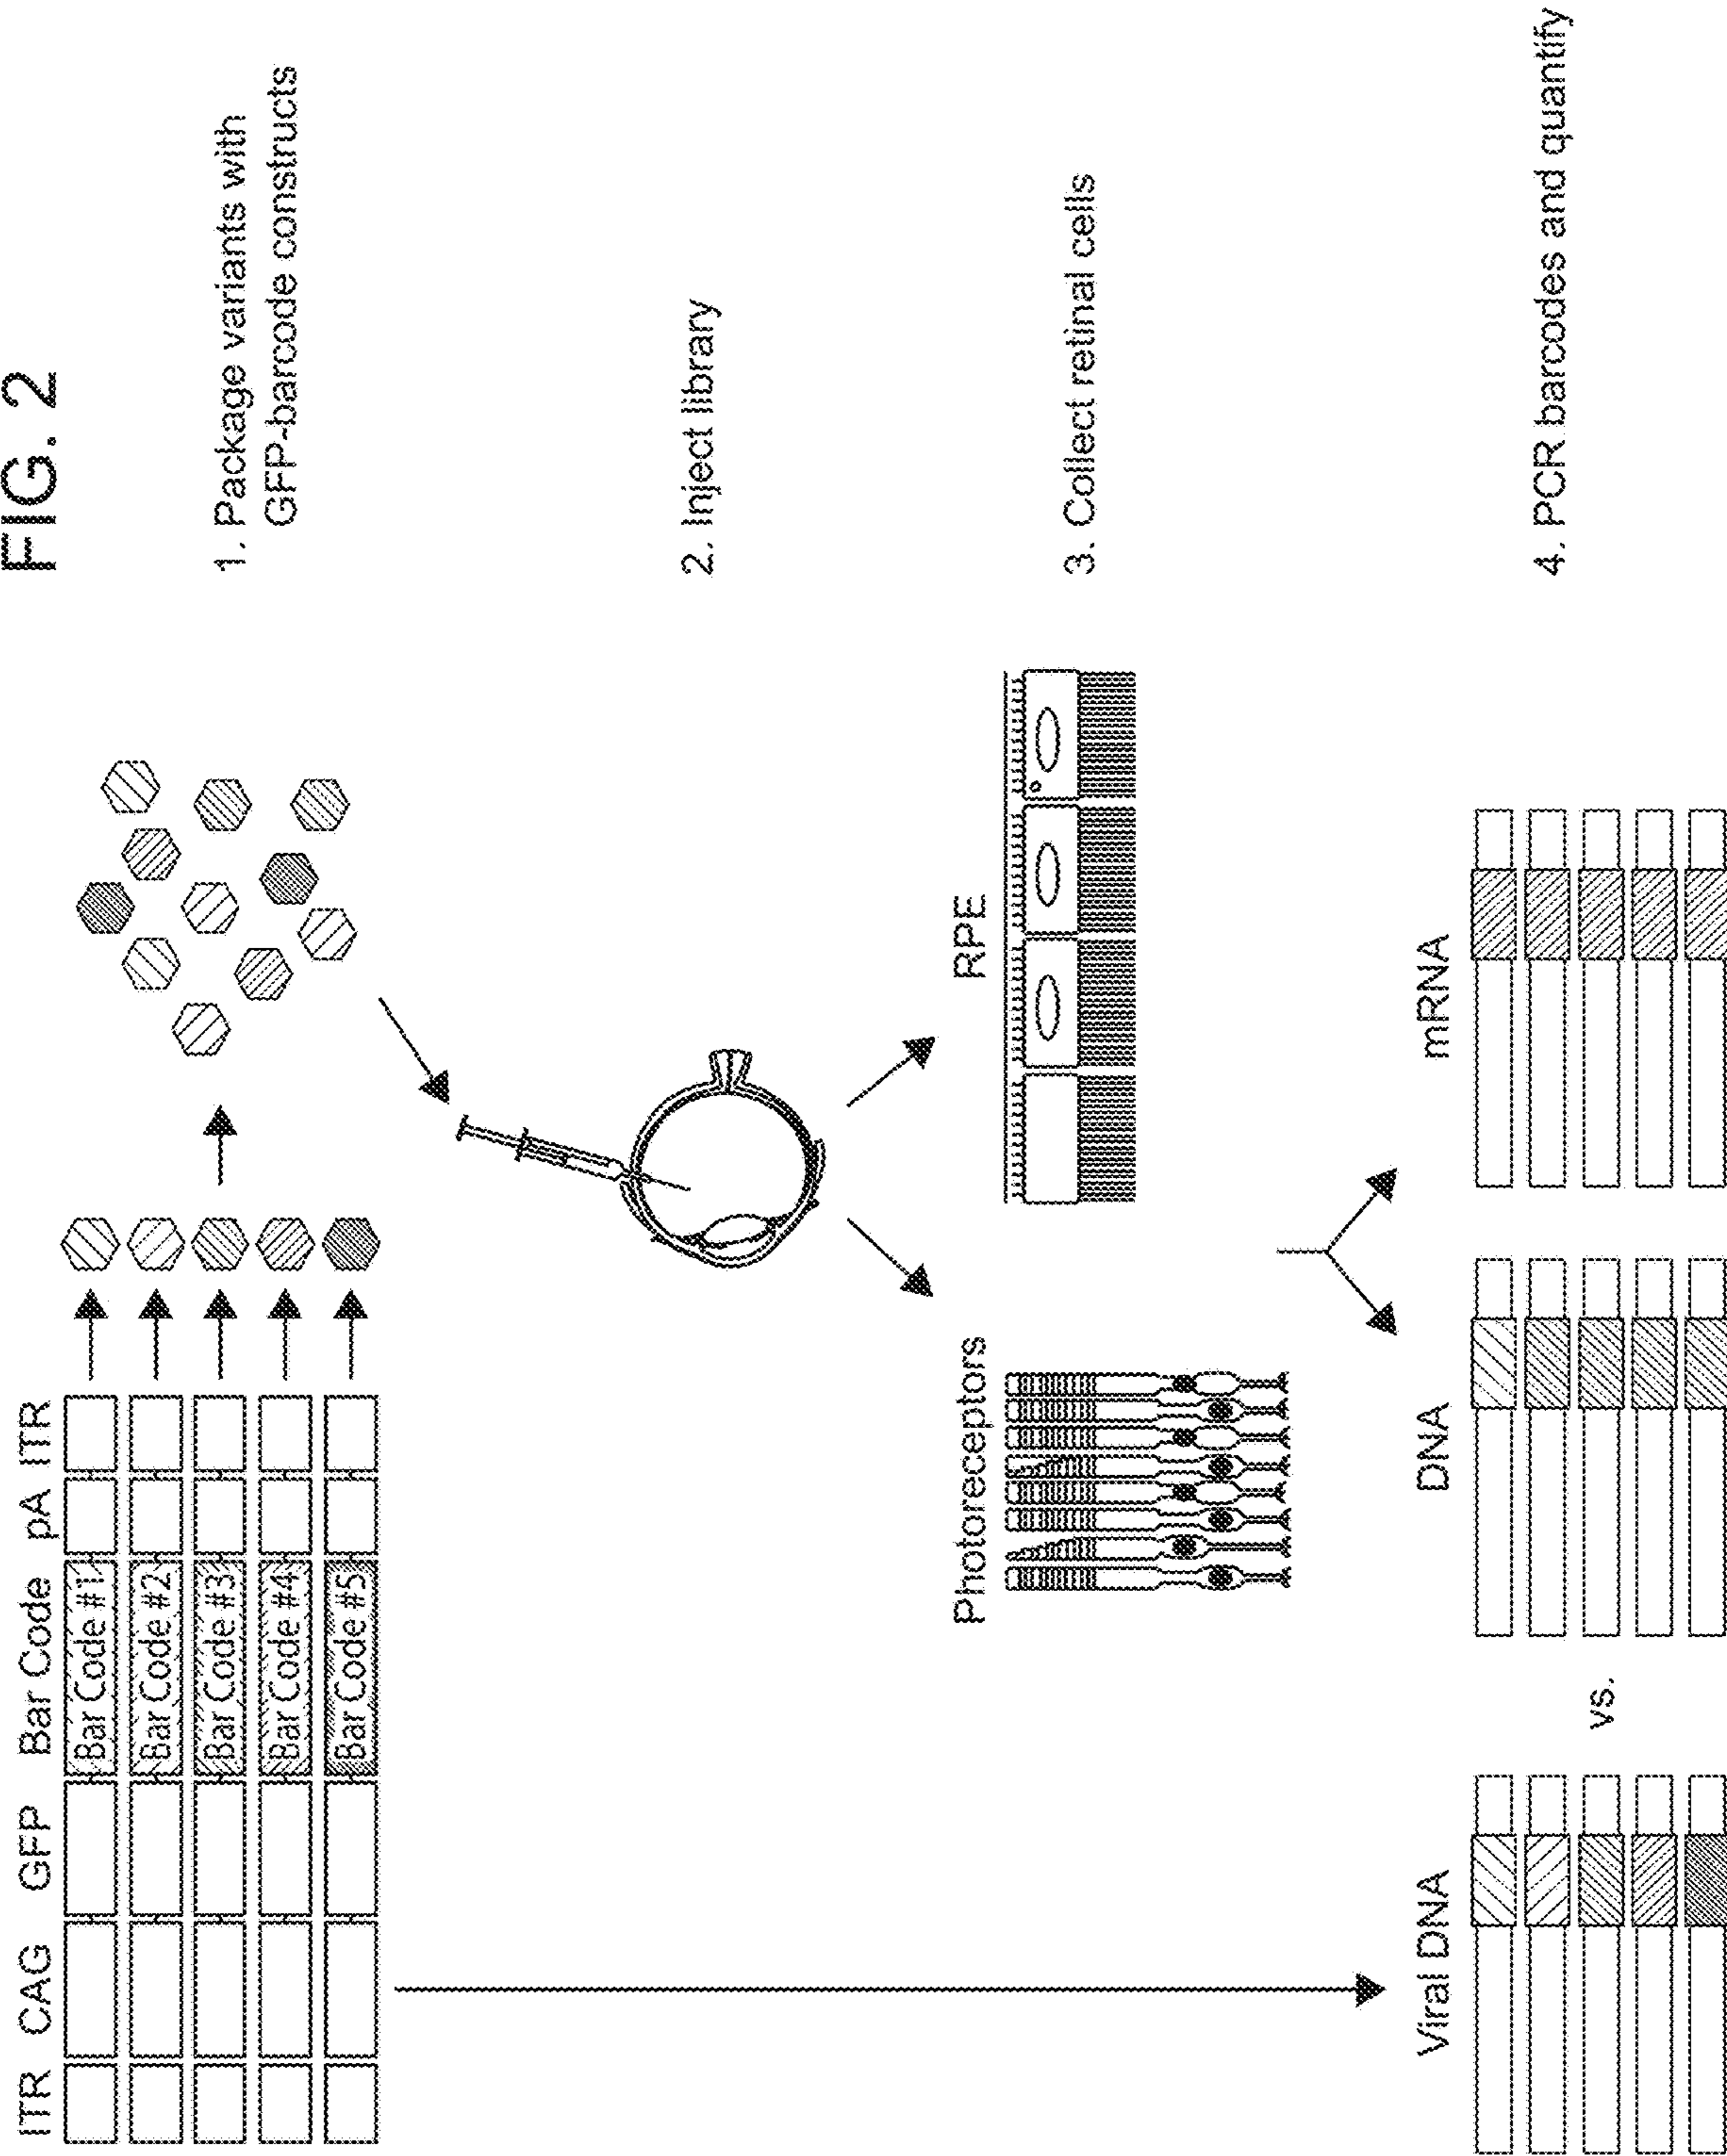 FIG. 2
ITR CAG GFP Bar Code pA ITR
Bar Code #1
Bar Code #2
Bar Code #3
Bar Code #4
Bar Code #5
1. Package variants with
GFP-barcode constructs
2. Inject library
Photoreceptors
RPE
3. Collect retinal cells
Viral DNA
vs.
DNA
mRNA
4. PCR barcodes and quantify